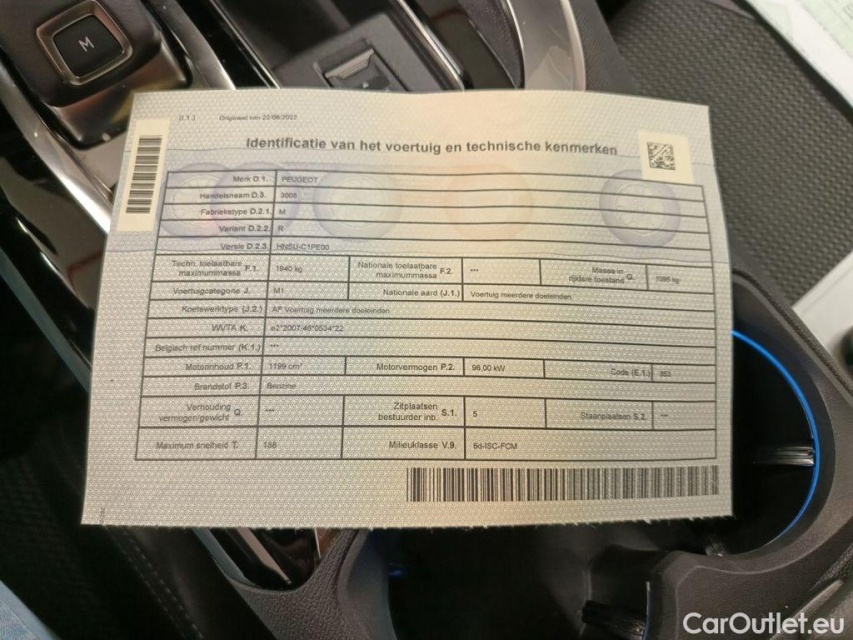 M
(I.1.) Origineel van 22/06/2022
Identificatie van het voertuig en technische kenmerken
Merk D.1. PEUGEOT
Handelsnaam D.3. 3008
Fabriekstype D.2.1. M
Variant D.2.2. R
Versie D.2.3. HNSU-C1PE00
Techn. toelaatbare maximummassa F.1. 1940 kg Nationale toelaatbare maximummassa F.2. --- Massa in rijdare toestand G. kg
Voertuigcategorie J. M1 Nationale aard (J.1.) Voertuig meerdere doeleinden
Koetswerktype (J.2.) AF Voertuig meerdere doeleinden
WVTA K. e2*2007/46*0534*22
Belgisch ref nummer (K.1.) ---
Motorinhoud P.1. 1199 cm³ Motorvermogen P.2. 96.00 kW Code (E.1.)
Brandstof P.3. Benzine
Verhouding vermogen/gewicht Q. --- Zitplaatsen bestuurder inb. S.1. 5 Staanplaatsen S.2. ---
Maximum snelheid T. 188 Milieuklasse V.9. 6d-ISC-FCM
CarOutlet.eu